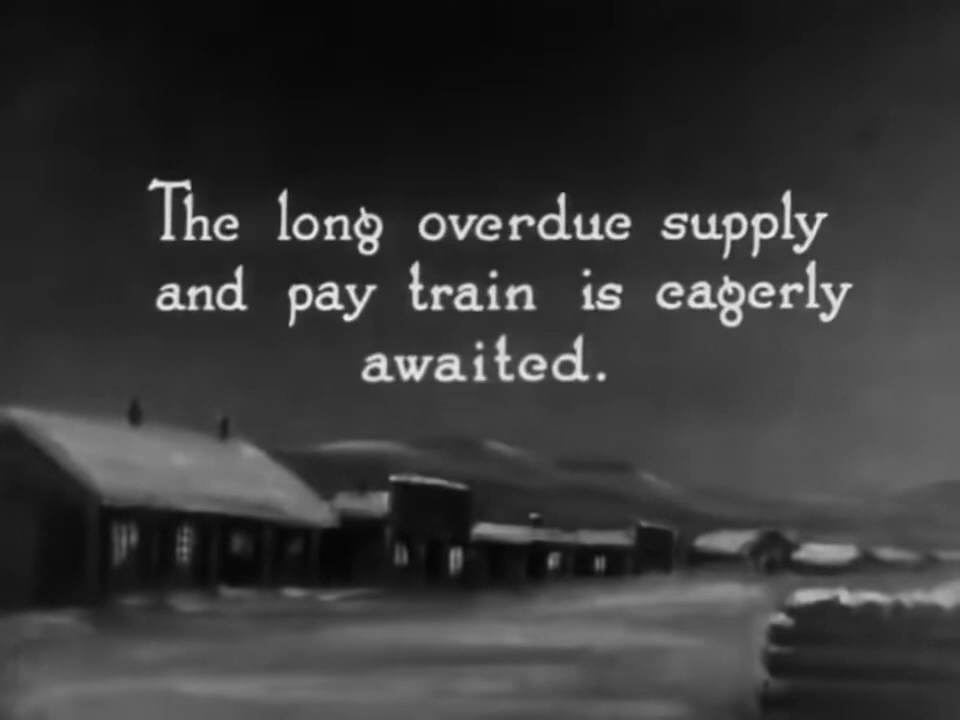 The long overdue supply
and pay train is eagerly
awaited.